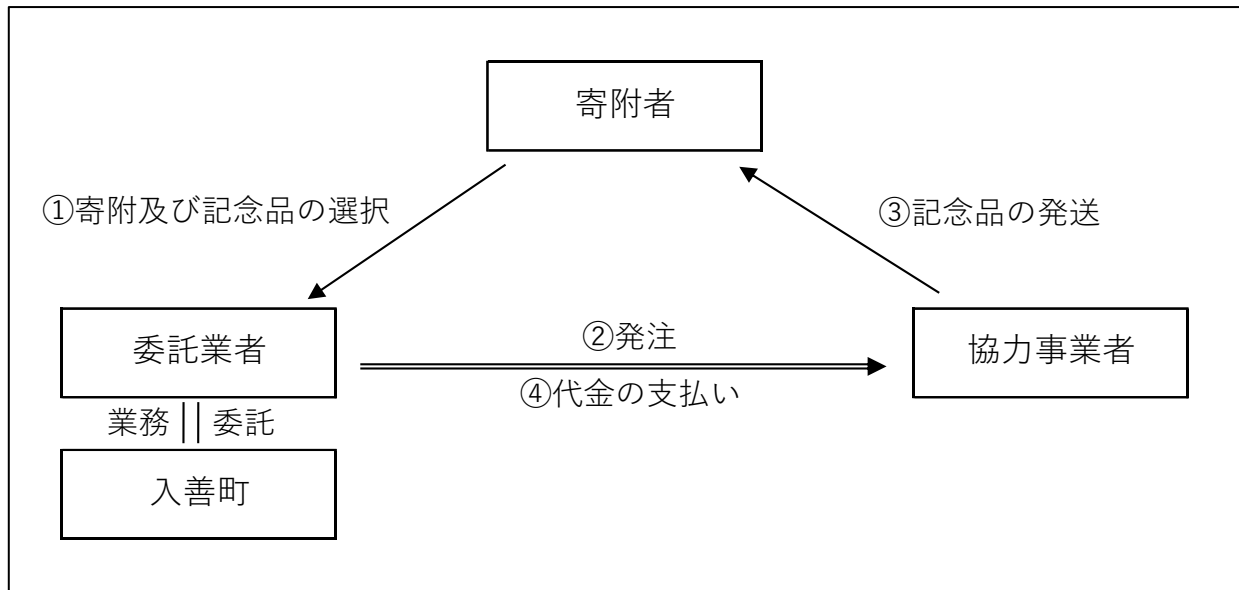 寄附者
①寄附及び記念品の選択
③記念品の発送
委託業者
②発注
④代金の支払い
協力事業者
業務
委託
入善町